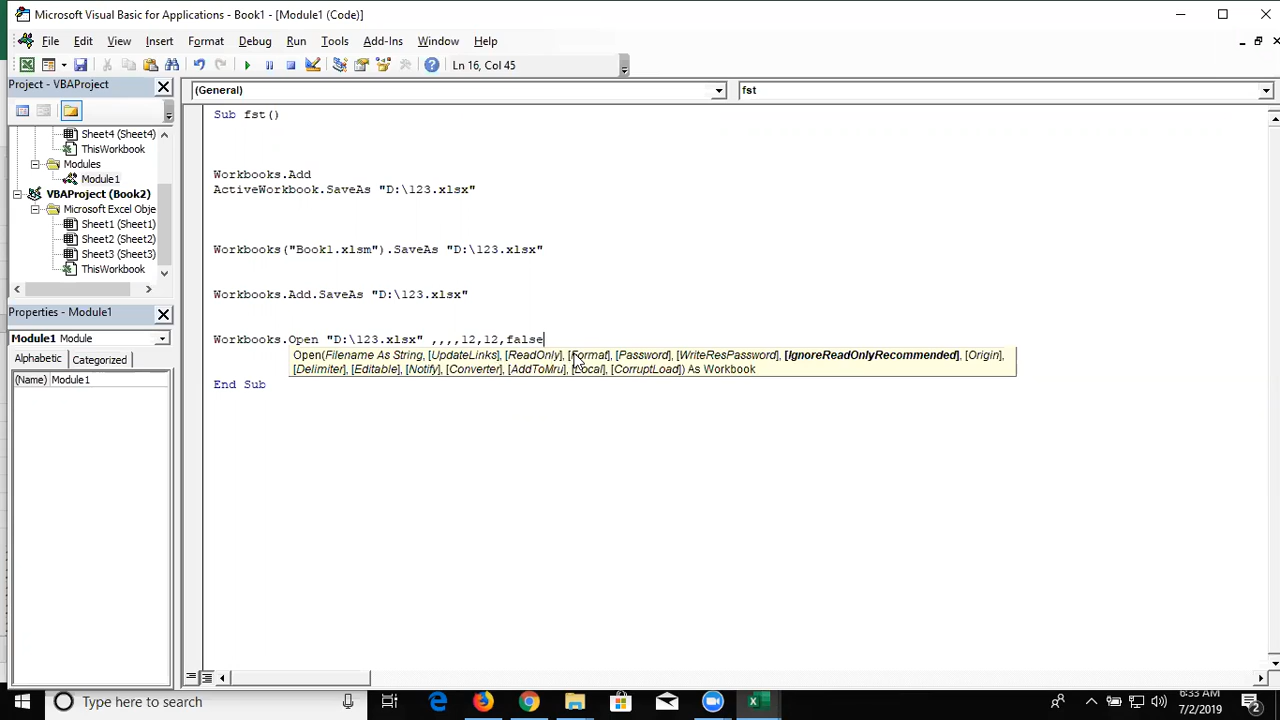 Microsoft Visual Basic for Applications - Book1 - [Module1 (Code)]
File Edit View Insert Format Debug Run Tools Add-Ins Window Help
Ln 16, Col 45
Project - VBAProject
(General)
fst
Sheet4 (Sheet4)
ThisWorkbook
Modules
Module1
VBAProject (Book2)
Microsoft Excel Obje
Sheet1 (Sheet1)
Sheet2 (Sheet2)
Sheet3 (Sheet3)
ThisWorkbook
Properties - Module1
Module1 Module
Alphabetic Categorized
(Name) Module1
Sub fst()
Workbooks.Add
ActiveWorkbook.SaveAs "D:\123.xlsx"
Workbooks("Book1.xlsm").SaveAs "D:\123.xlsx"
Workbooks.Add.SaveAs "D:\123.xlsx"
Workbooks.Open "D:\123.xlsx" ,,,,12,12,false
Open(Filename As String, [UpdateLinks], [ReadOnly], [Format], [Password], [WriteResPassword], [IgnoreReadOnlyRecommended], [Origin],
[Delimiter], [Editable], [Notify], [Converter], [AddToMru], [Local], [CorruptLoad]) As Workbook
End Sub
Type here to search
6:33 AM
7/2/2019
2